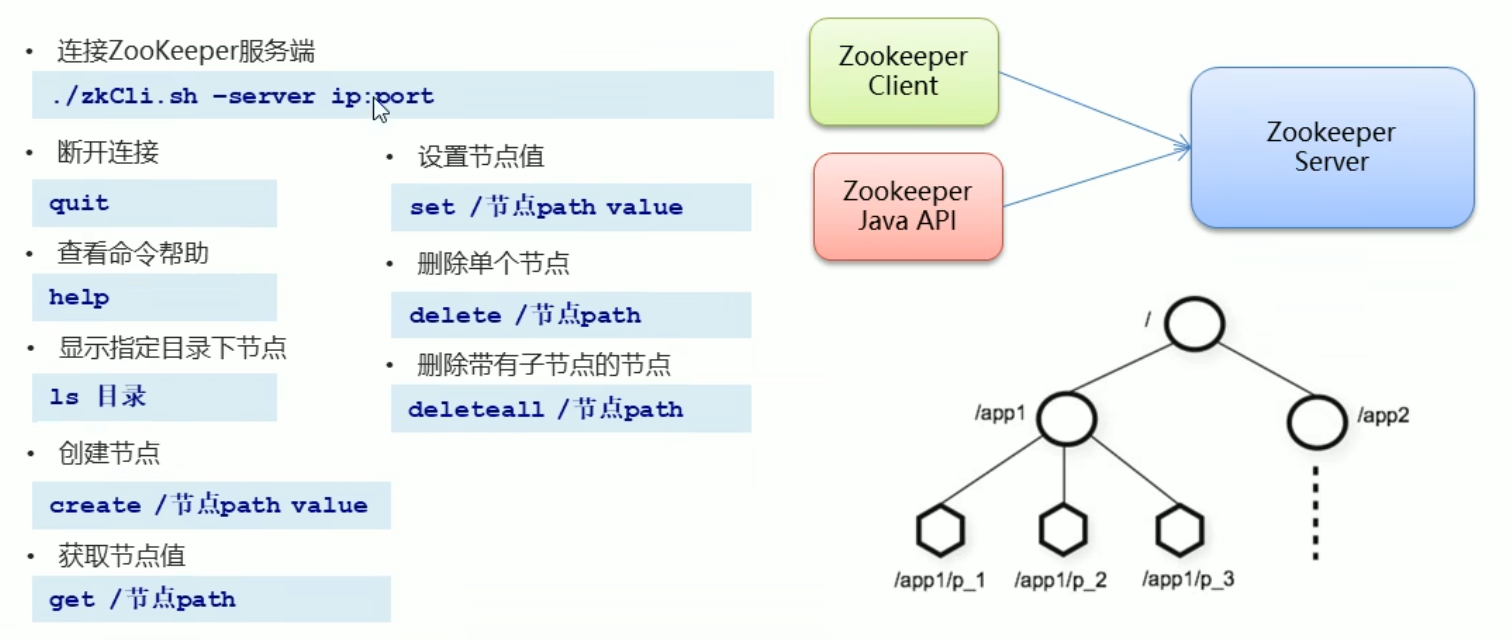 • 连接ZooKeeper服务端
./zkCli.sh –server ip:port
• 断开连接
quit
• 查看命令帮助
help
• 显示指定目录下节点
ls 目录
• 创建节点
create /节点path value
• 获取节点值
get /节点path
• 设置节点值
set /节点path value
• 删除单个节点
delete /节点path
• 删除带有子节点的节点
deleteall /节点path
Zookeeper
Client
Zookeeper
Java API
Zookeeper
Server
/
/app1
/app2
/app1/p_1
/app1/p_2
/app1/p_3